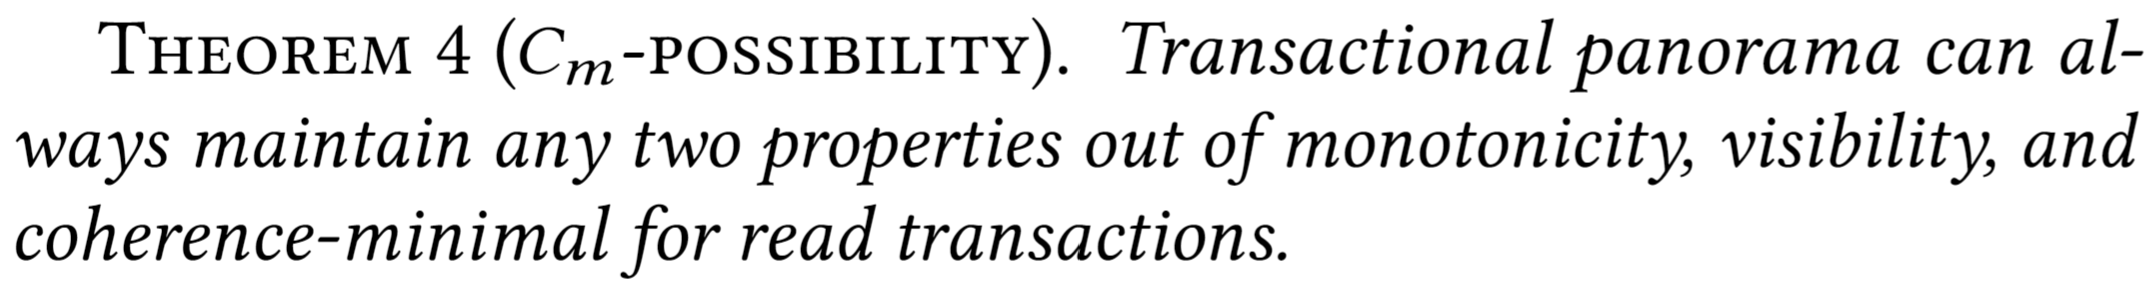 Theorem 4 (Cm-possibility). Transactional panorama can al-
ways maintain any two properties out of monotonicity, visibility, and
coherence-minimal for read transactions.